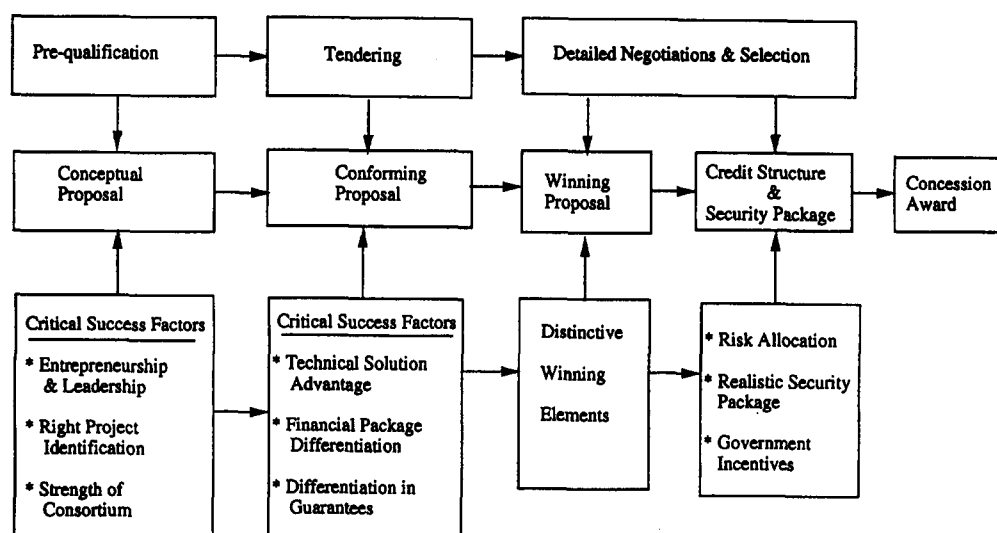 Pre-qualification
Tendering
Detailed Negotiations & Selection
Conceptual
Proposal
Conforming
Proposal
Winning
Proposal
Credit Structure
&
Security Package
Concession
Award
Critical Success Factors
* Entrepreneurship
& Leadership
* Right Project
Identification
* Strength of
Consortium
Critical Success Factors
* Technical Solution
Advantage
* Financial Package
Differentiation
* Differentiation in
Guarantees
Distinctive
Winning
Elements
* Risk Allocation
* Realistic Security
Package
* Government
Incentives